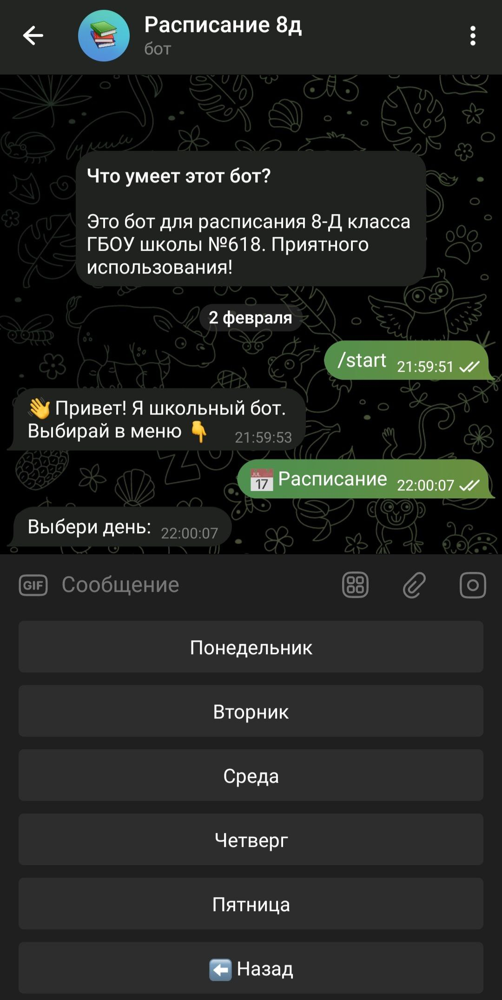 Расписание 8д
бот
Что умеет этот бот?
Это бот для расписания 8-Д класса
ГБОУ школы №618. Приятного
использования!
2 февраля
/start 21:59:51
👋 Привет! Я школьный бот.
Выбирай в меню 👇 21:59:53
📅 Расписание 22:00:07
Выбери день: 22:00:07
GIF Сообщение
Понедельник
Вторник
Среда
Четверг
Пятница
⬅️ Назад